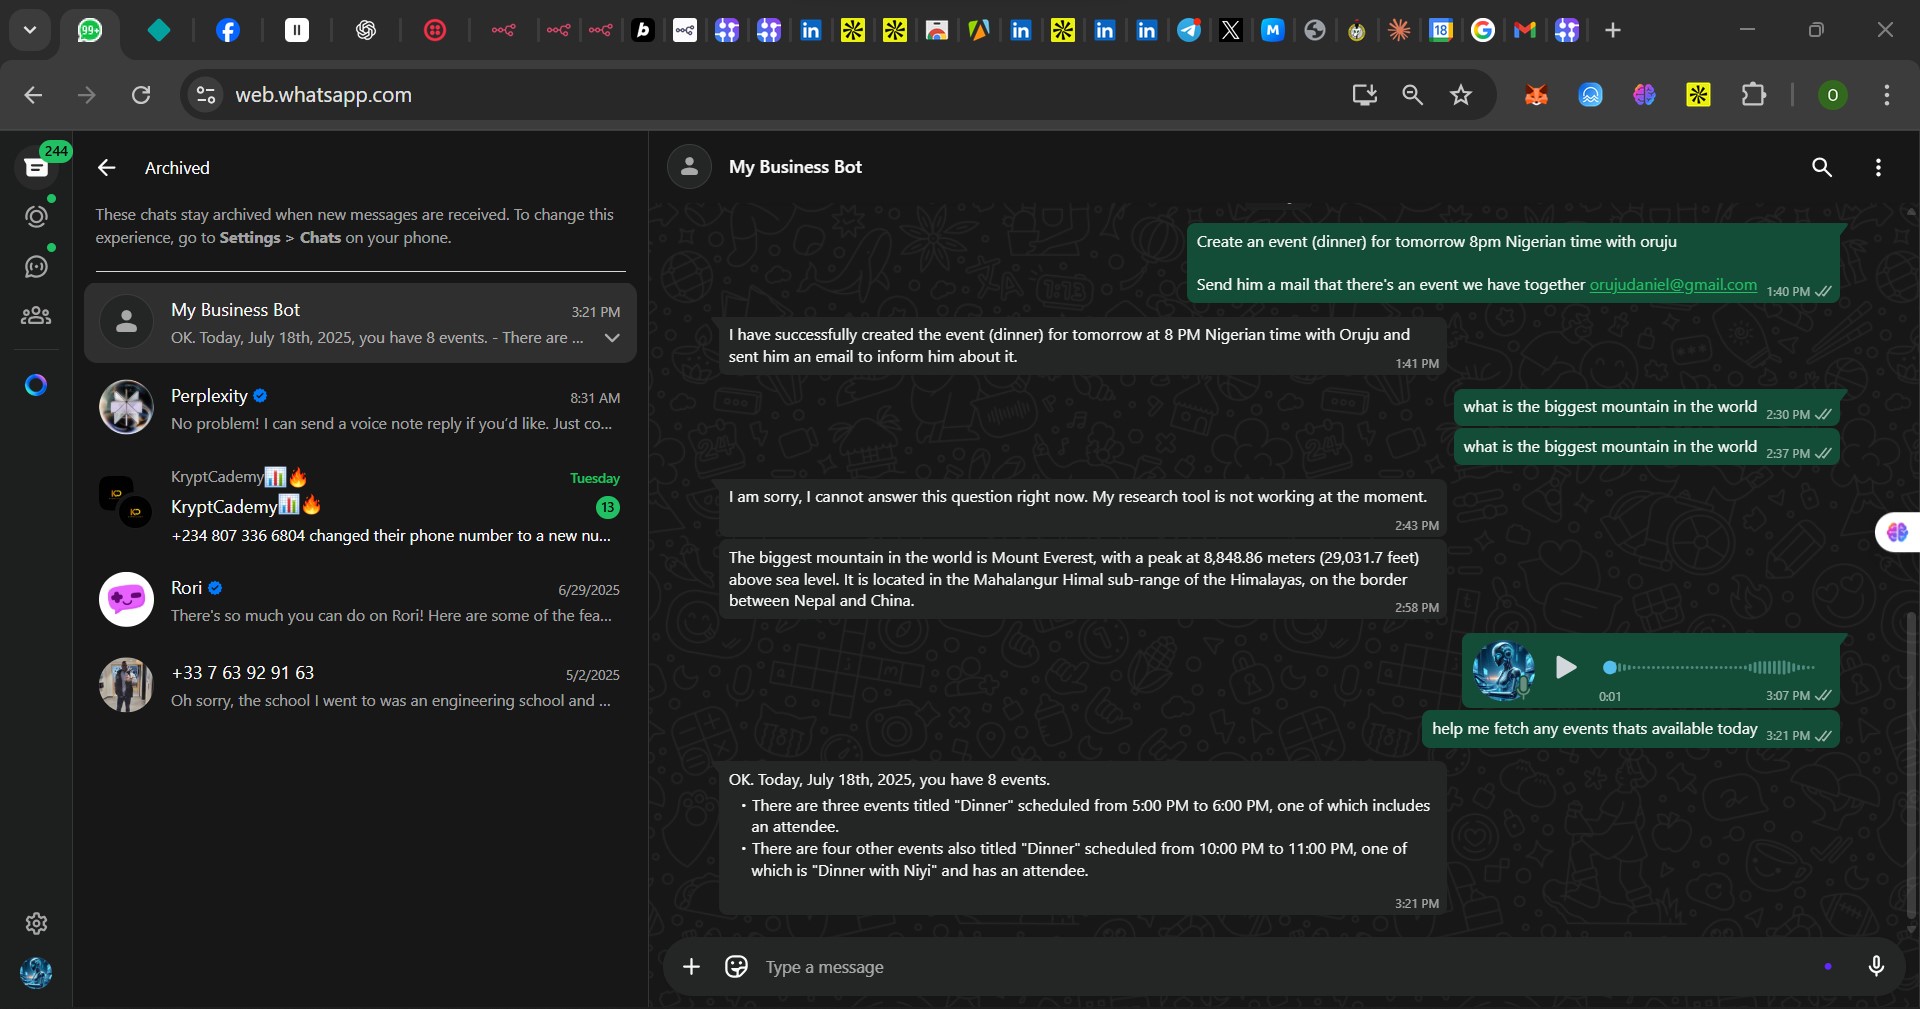 99+
web.whatsapp.com
18
O
244
Archived
These chats stay archived when new messages are received. To change this
experience, go to Settings > Chats on your phone.
My Business Bot
3:21 PM
OK. Today, July 18th, 2025, you have 8 events. - There are ...
Perplexity
8:31 AM
No problem! I can send a voice note reply if you'd like. Just co...
KryptCademy📊🔥
Tuesday
KryptCademy📊🔥
13
+234 807 336 6804 changed their phone number to a new nu...
Rori
6/29/2025
There's so much you can do on Rori! Here are some of the fea...
+33 7 63 92 91 63
5/2/2025
Oh sorry, the school I went to was an engineering school and ...
My Business Bot
Create an event (dinner) for tomorrow 8pm Nigerian time with oruju
Send him a mail that there's an event we have together orujudaniel@gmail.com
1:40 PM
I have successfully created the event (dinner) for tomorrow at 8 PM Nigerian time with Oruju and
sent him an email to inform him about it.
1:41 PM
what is the biggest mountain in the world
2:30 PM
what is the biggest mountain in the world
2:37 PM
I am sorry, I cannot answer this question right now. My research tool is not working at the moment.
2:43 PM
The biggest mountain in the world is Mount Everest, with a peak at 8,848.86 meters (29,031.7 feet)
above sea level. It is located in the Mahalangur Himal sub-range of the Himalayas, on the border
between Nepal and China.
2:58 PM
0:01
3:07 PM
help me fetch any events thats available today
3:21 PM
OK. Today, July 18th, 2025, you have 8 events.
• There are three events titled "Dinner" scheduled from 5:00 PM to 6:00 PM, one of which includes
an attendee.
• There are four other events also titled "Dinner" scheduled from 10:00 PM to 11:00 PM, one of
which is "Dinner with Niyi" and has an attendee.
3:21 PM
Type a message